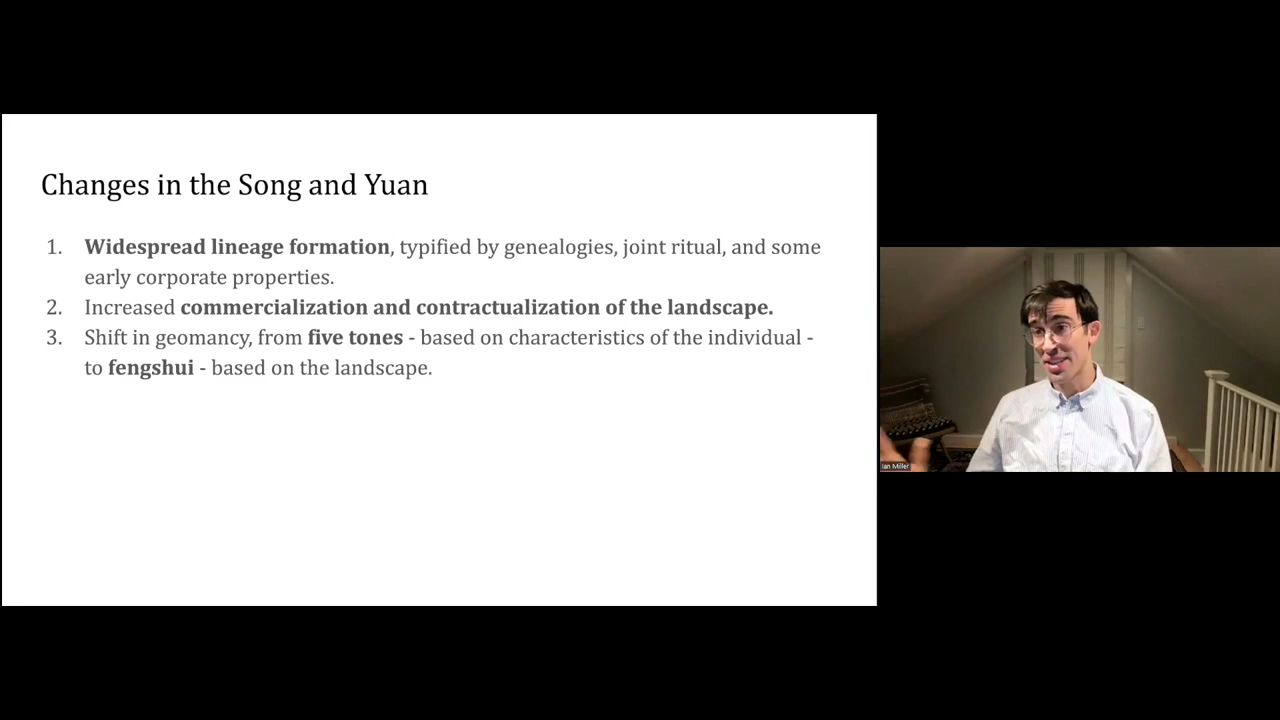 Changes in the Song and Yuan
1. Widespread lineage formation, typified by genealogies, joint ritual, and some
early corporate properties.
2. Increased commercialization and contractualization of the landscape.
3. Shift in geomancy, from five tones - based on characteristics of the individual -
to fengshui - based on the landscape.
Ian Miller